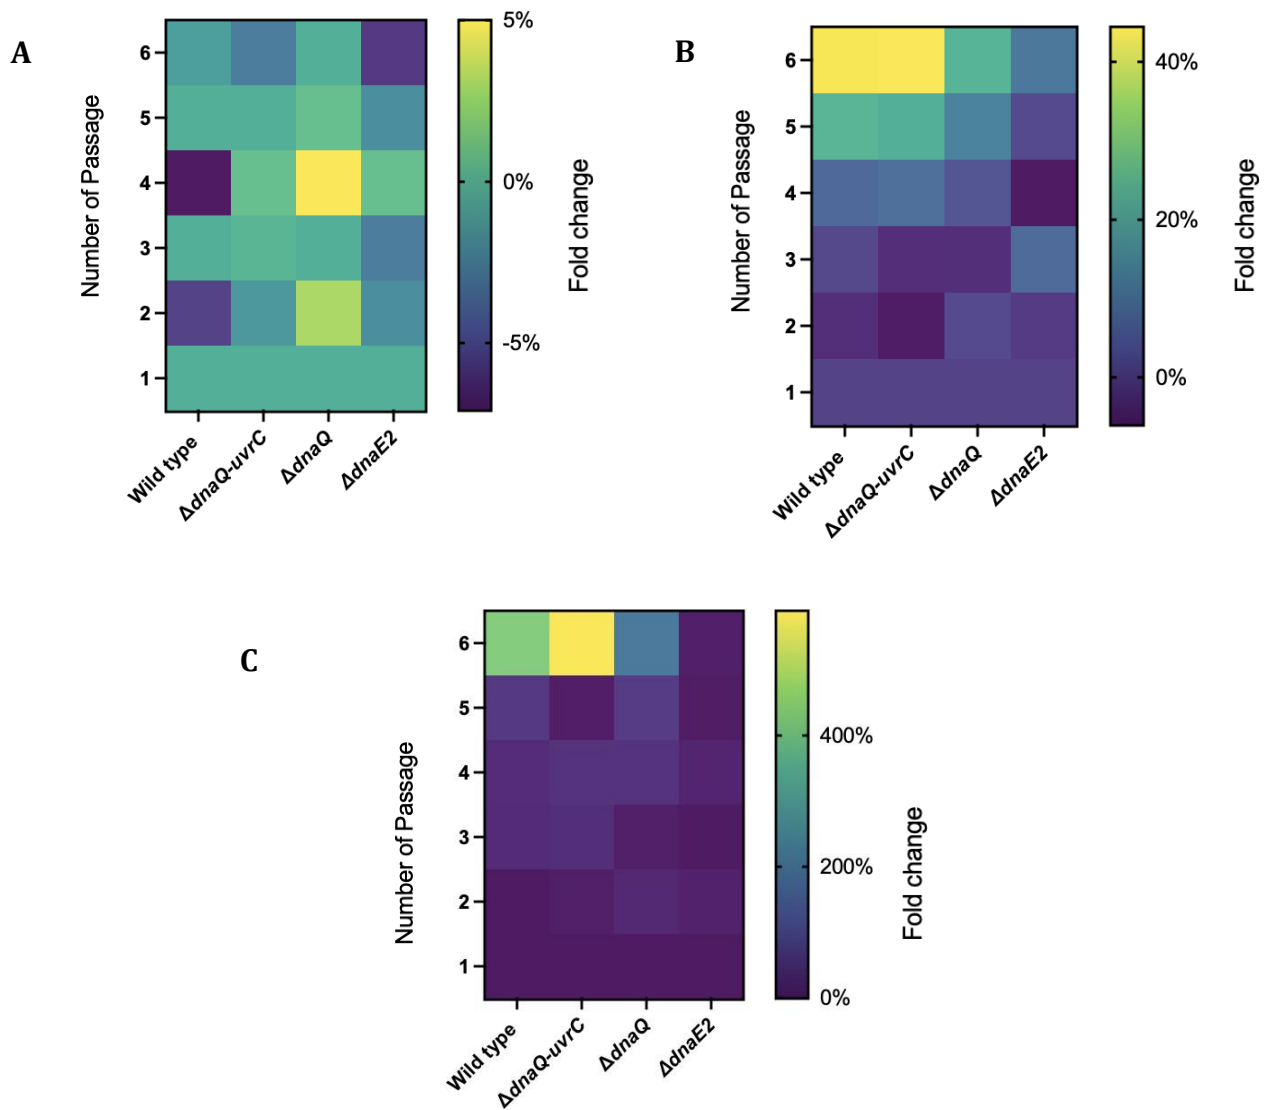 A
Number of Passage
6
5
4
3
2
1
Wild type
ΔdnaQ-uvrC
ΔdnaQ
ΔdnaE2
5%
0%
-5%
Fold change
B
Number of Passage
6
5
4
3
2
1
Wild type
ΔdnaQ-uvrC
ΔdnaQ
ΔdnaE2
40%
20%
0%
Fold change
C
Number of Passage
6
5
4
3
2
1
Wild type
ΔdnaQ-uvrC
ΔdnaQ
ΔdnaE2
400%
200%
0%
Fold change